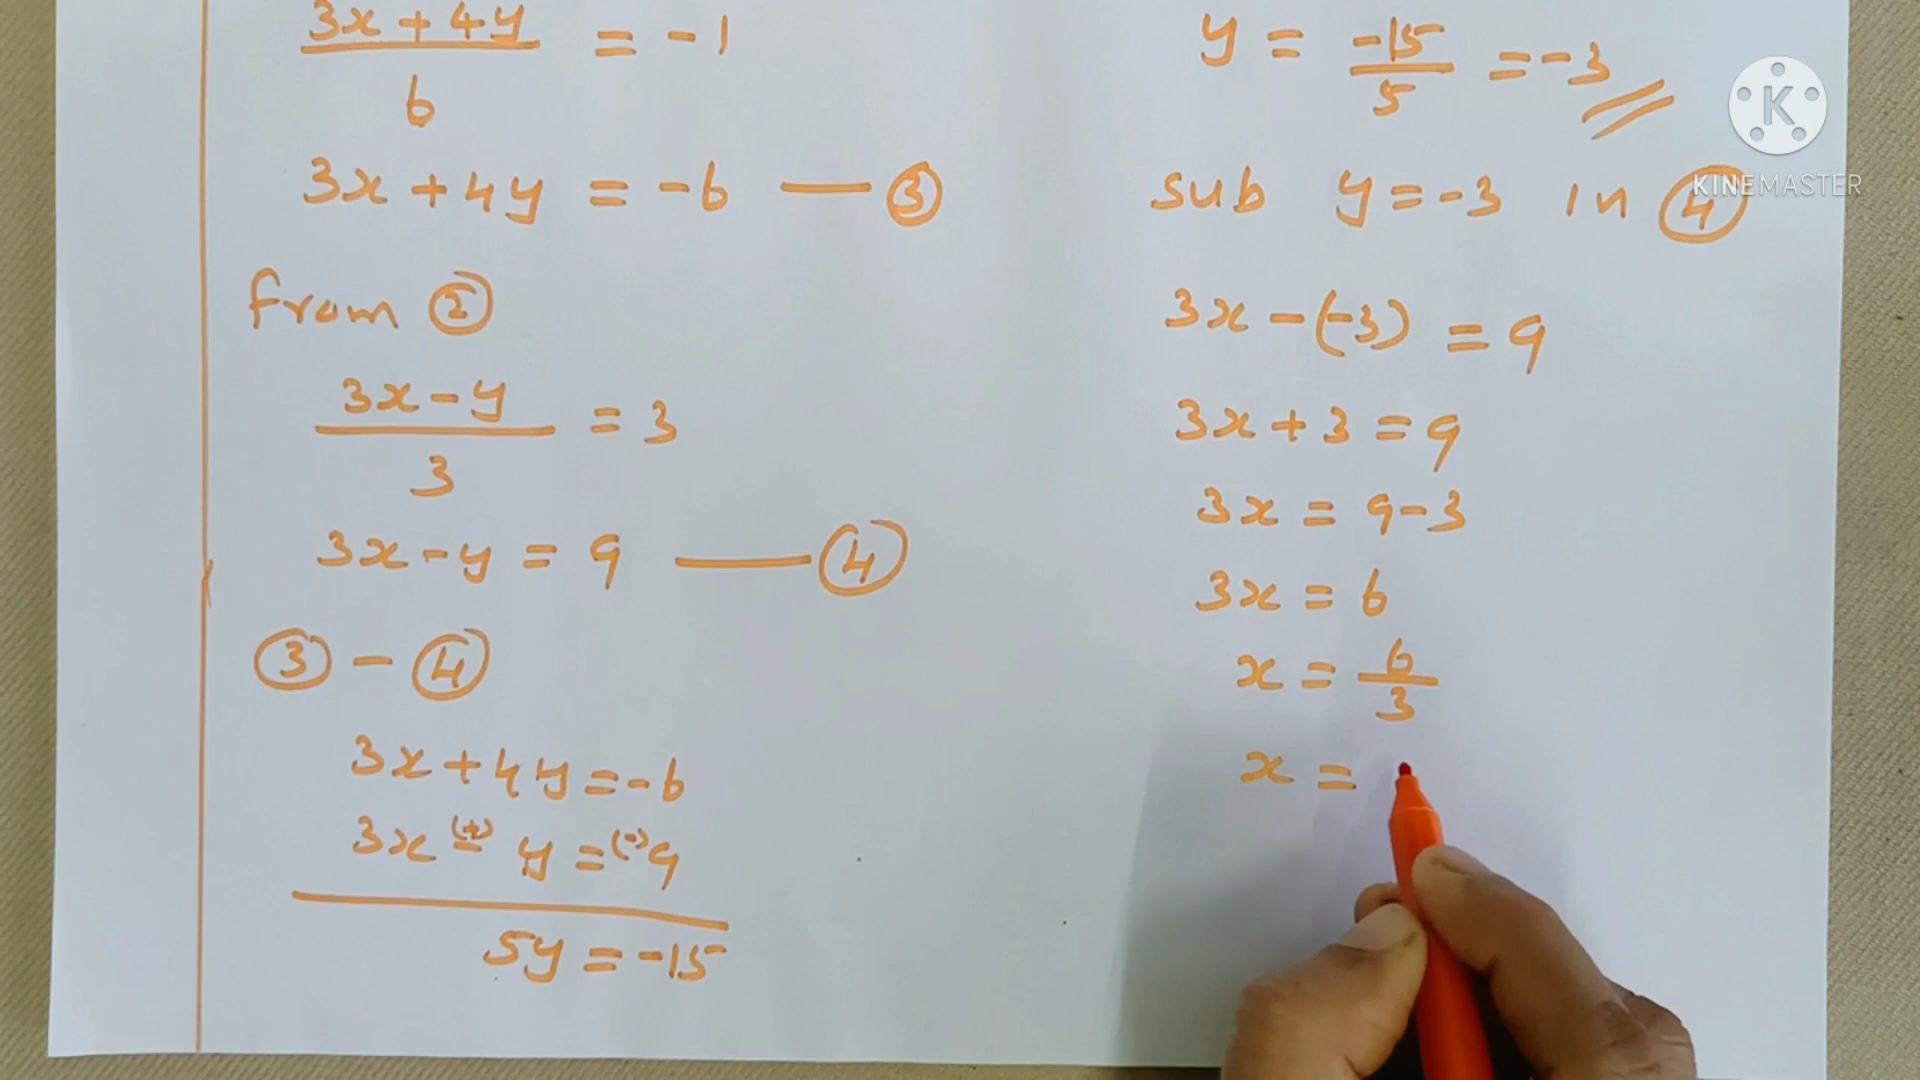 3x + 4y / 6 = -1
3x + 4y = -6 — ③
from ②
3x - y / 3 = 3
3x - y = 9 — ④
③ - ④
3x + 4y = -6
3x (+)- y = (-)9
5y = -15
y = -15/5 = -3 //
sub y = -3 in ④
3x - (-3) = 9
3x + 3 = 9
3x = 9 - 3
3x = 6
x = 6/3
x =
K
KINEMASTER